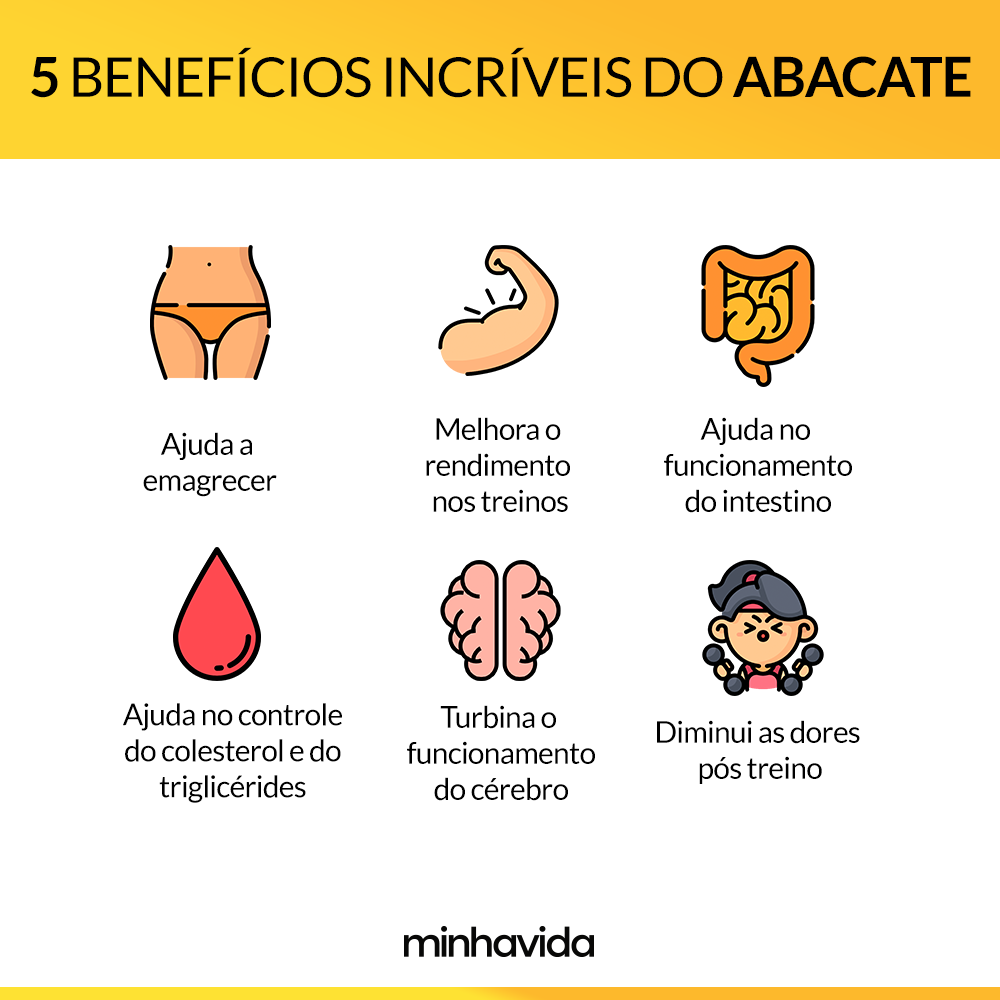 5 BENEFÍCIOS INCRÍVEIS DO ABACATE
Ajuda a
emagrecer
Melhora o
rendimento
nos treinos
Ajuda no
funcionamento
do intestino
Ajuda no controle
do colesterol e do
triglicérides
Turbina o
funcionamento
do cérebro
Diminui as dores
pós treino
minhavida